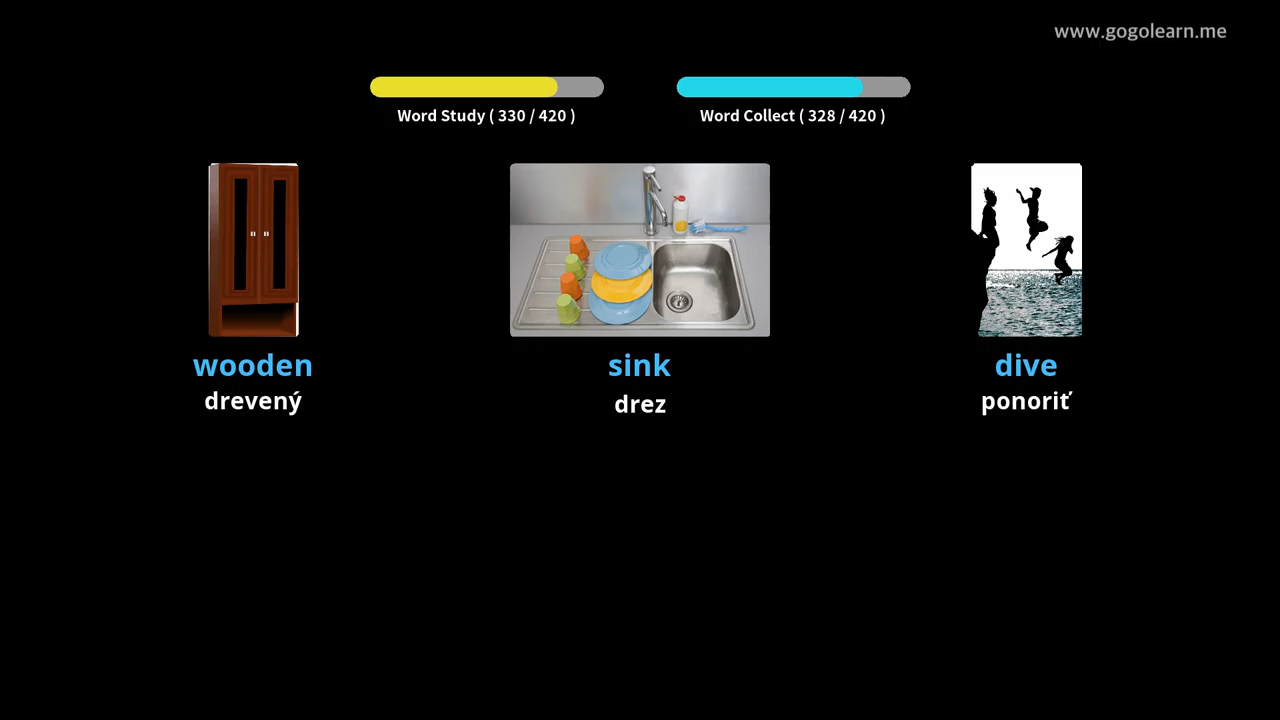 www.gogolearn.me
Word Study ( 330 / 420 )
Word Collect ( 328 / 420 )
wooden
drevený
sink
drez
dive
ponoriť